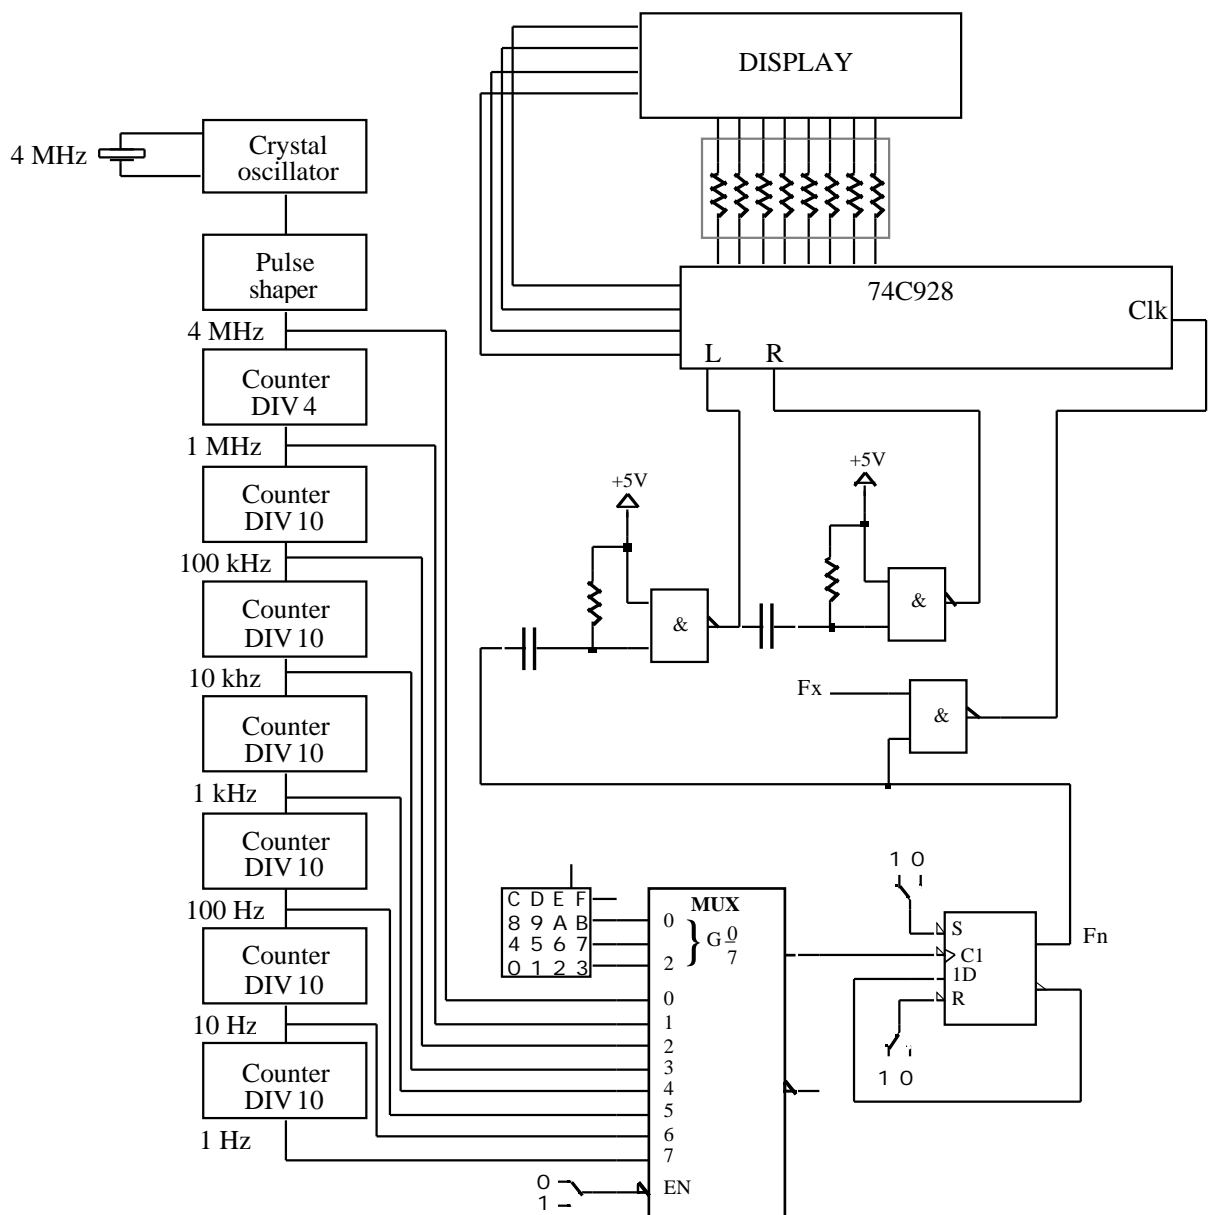 DISPLAY
4 MHz
Crystal
oscillator
Pulse
shaper
74C928
Clk
L R
4 MHz
Counter
DIV 4
1 MHz
Counter
DIV 10
100 kHz
Counter
DIV 10
10 khz
Counter
DIV 10
1 kHz
Counter
DIV 10
100 Hz
Counter
DIV 10
10 Hz
Counter
DIV 10
1 Hz
+5V
+5V
&
&
Fx
&
C D E F
8 9 A B
4 5 6 7
0 1 2 3
MUX
0
2
} G 0
7
0
1
2
3
4
5
6
7
EN
0
1
1 0
S
C1
1D
R
Fn
1 0